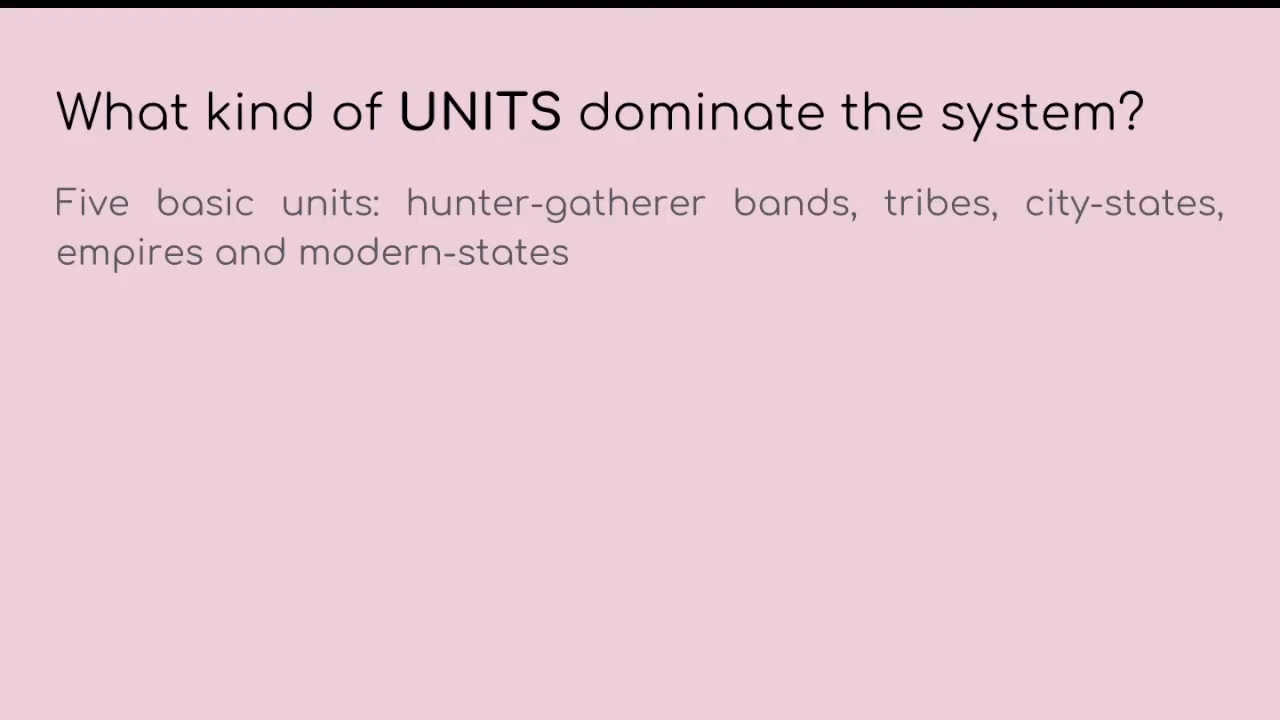 What kind of UNITS dominate the system?
Five basic units: hunter-gatherer bands, tribes, city-states,
empires and modern-states